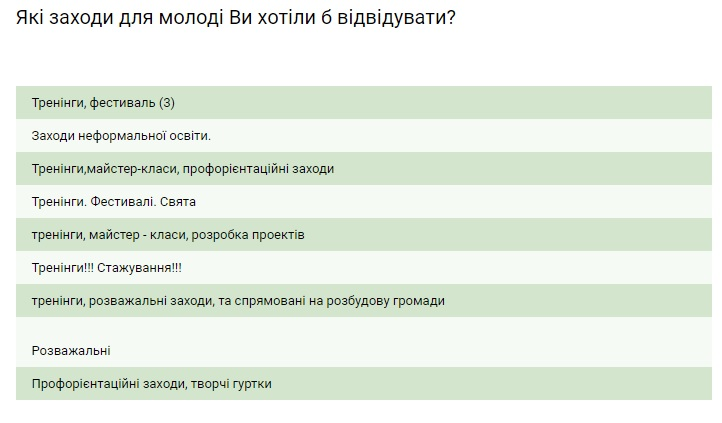 Які заходи для молоді Ви хотіли б відвідувати?
Тренінги, фестиваль (3)
Заходи неформальної освіти.
Тренінги,майстер-класи, профорієнтаційні заходи
Тренінги. Фестивалі. Свята
тренінги, майстер - класи, розробка проектів
Тренінги!!! Стажування!!!
тренінги, розважальні заходи, та спрямовані на розбудову громади
Розважальні
Профорієнтаційні заходи, творчі гуртки